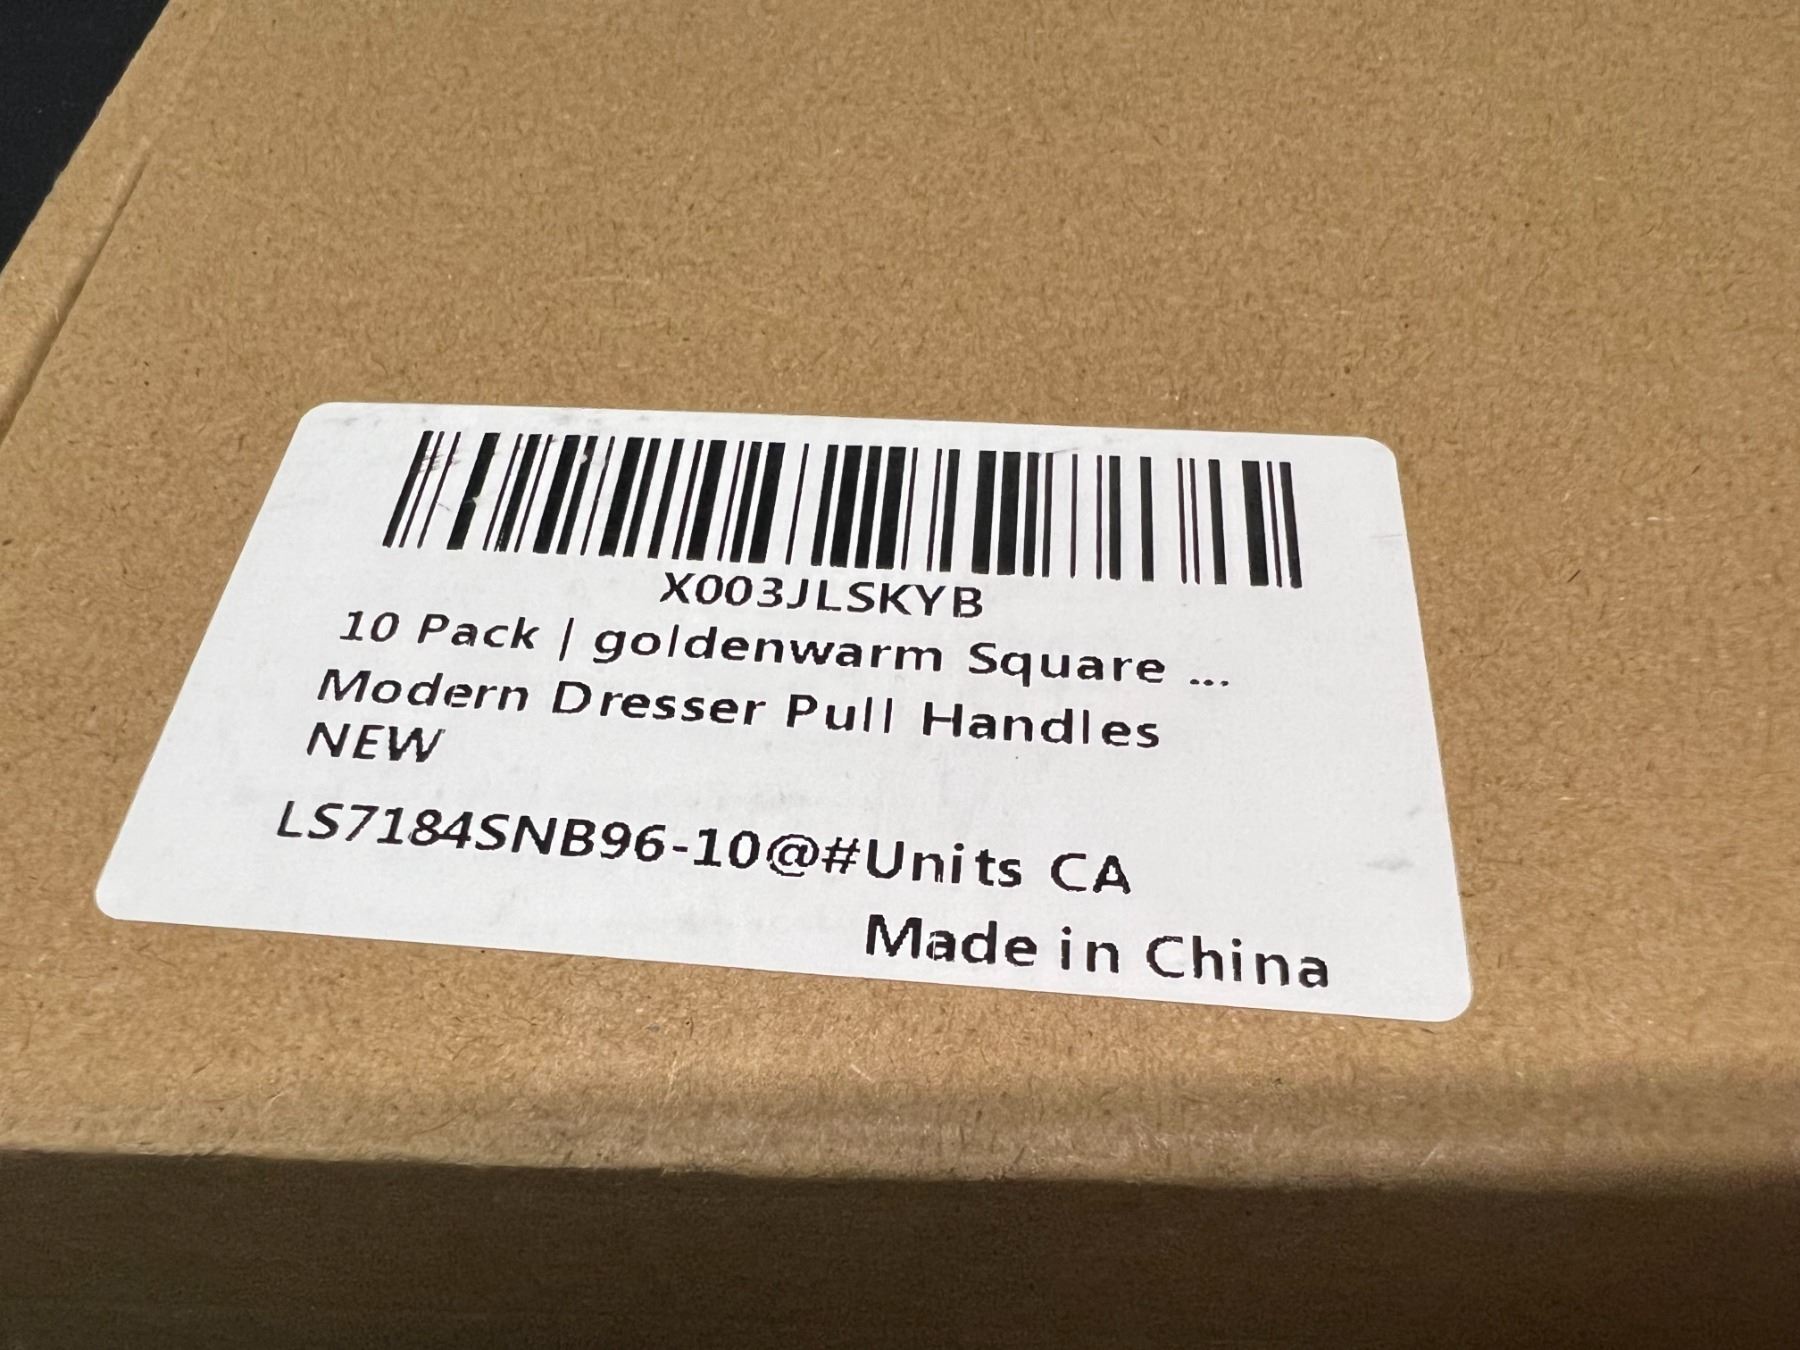 X003JLSKYB
10 Pack | goldenwarm Square ...
Modern Dresser Pull Handles
NEW
LS7184SNB96-10@#Units CA
Made in China